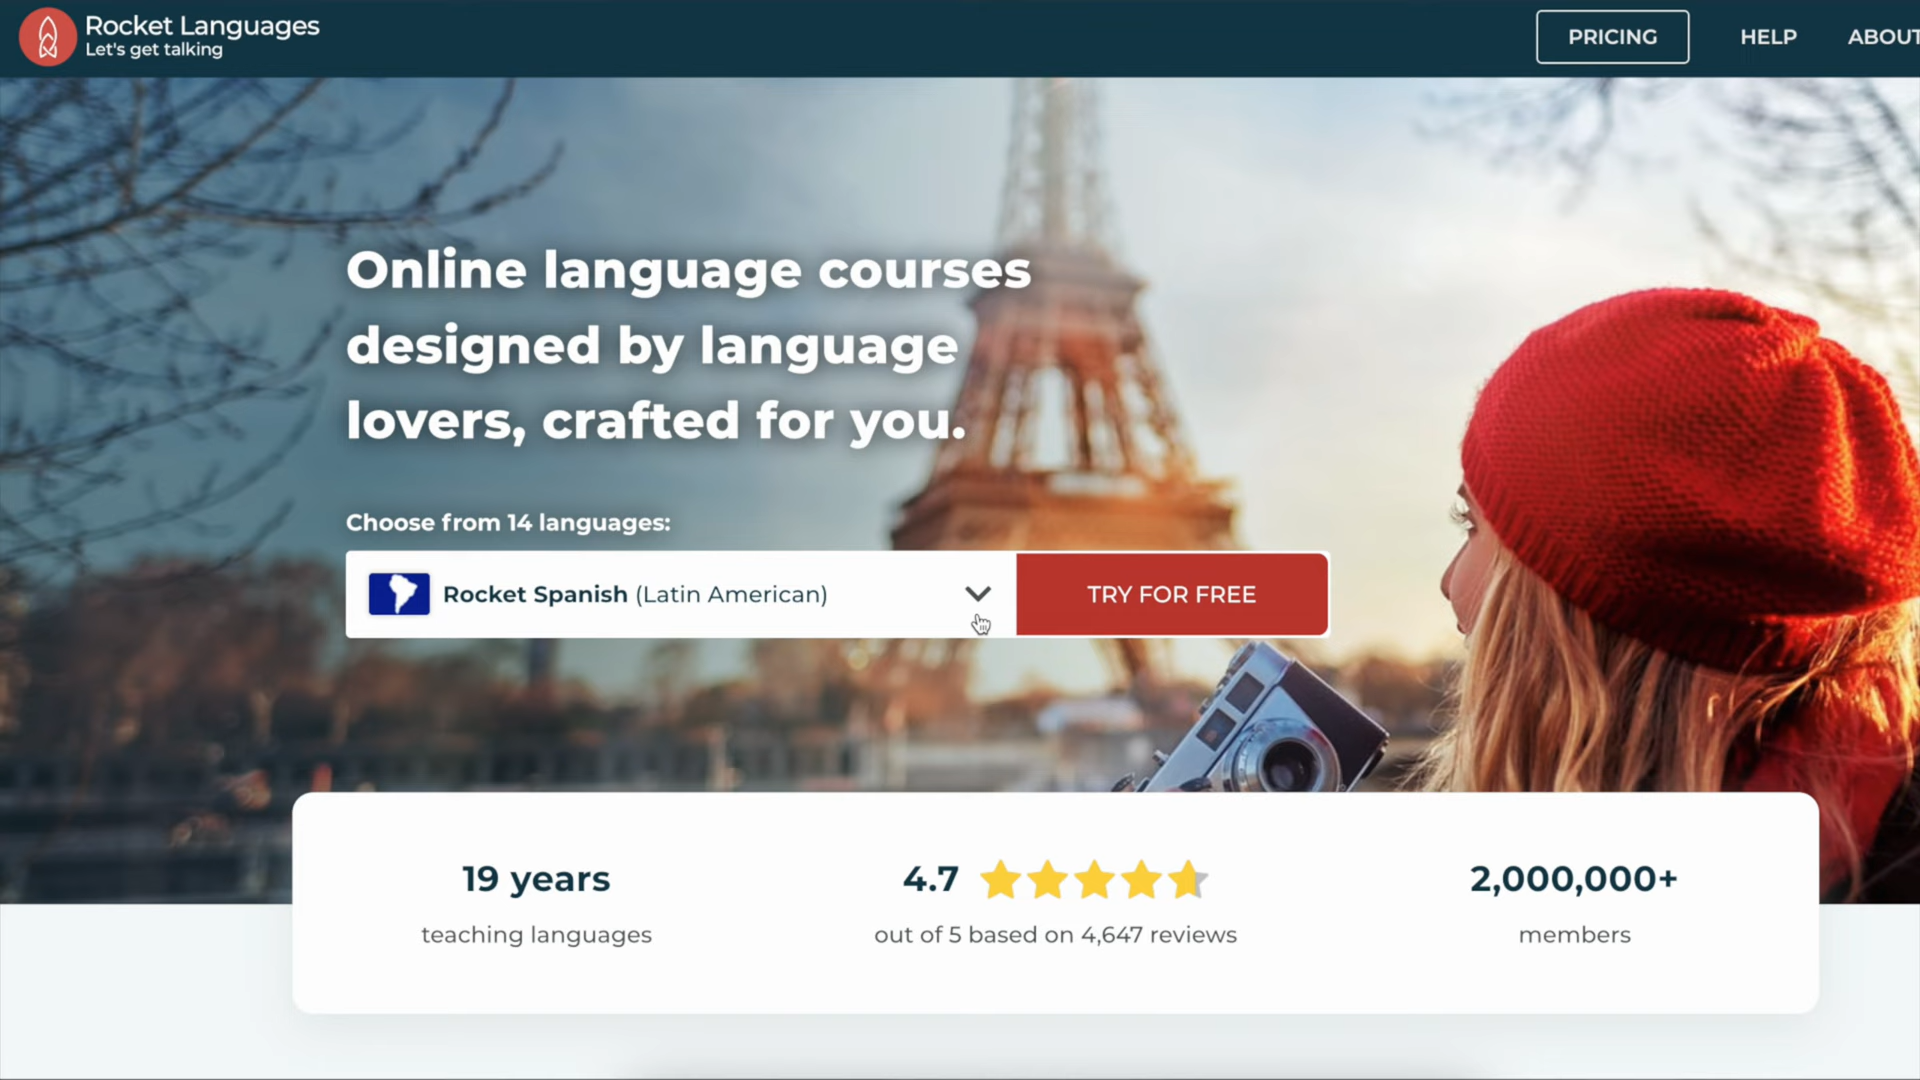 Rocket Languages
Let's get talking
PRICING
HELP
ABOUT
Online language courses
designed by language
lovers, crafted for you.
Choose from 14 languages:
Rocket Spanish (Latin American)
TRY FOR FREE
19 years
teaching languages
4.7
out of 5 based on 4,647 reviews
2,000,000+
members